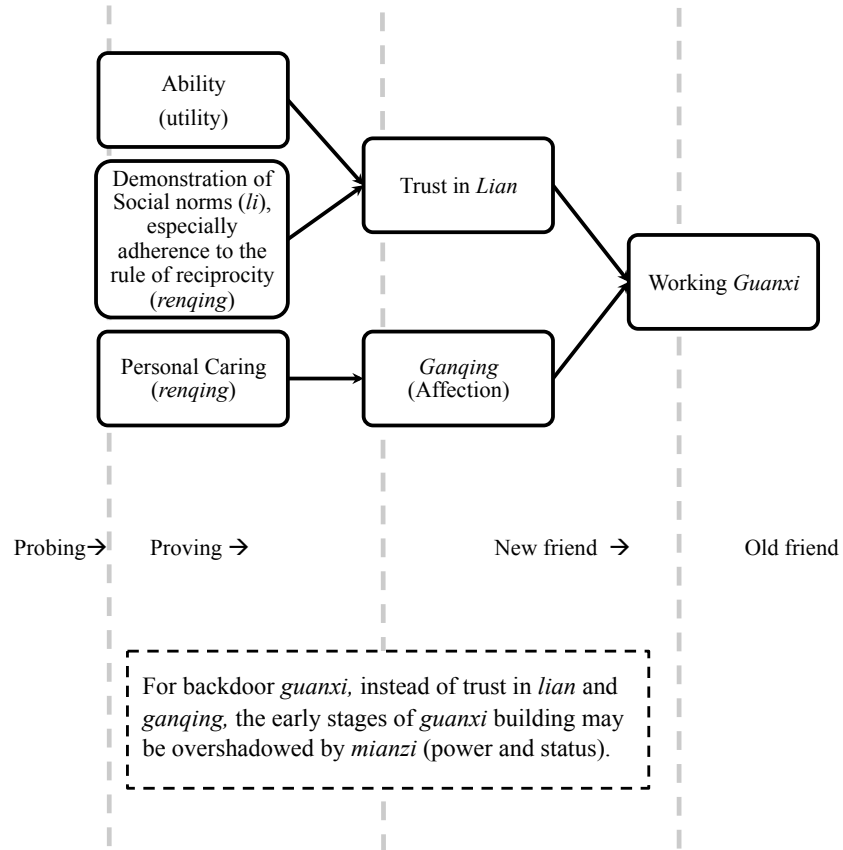 Ability
(utility)
Demonstration of
Social norms (li),
especially
adherence to the
rule of reciprocity
(renqing)
Personal Caring
(renqing)
Trust in Lian
Ganqing
(Affection)
Working Guanxi
Probing→
Proving →
New friend →
Old friend
For backdoor guanxi, instead of trust in lian and
ganqing, the early stages of guanxi building may
be overshadowed by mianzi (power and status).